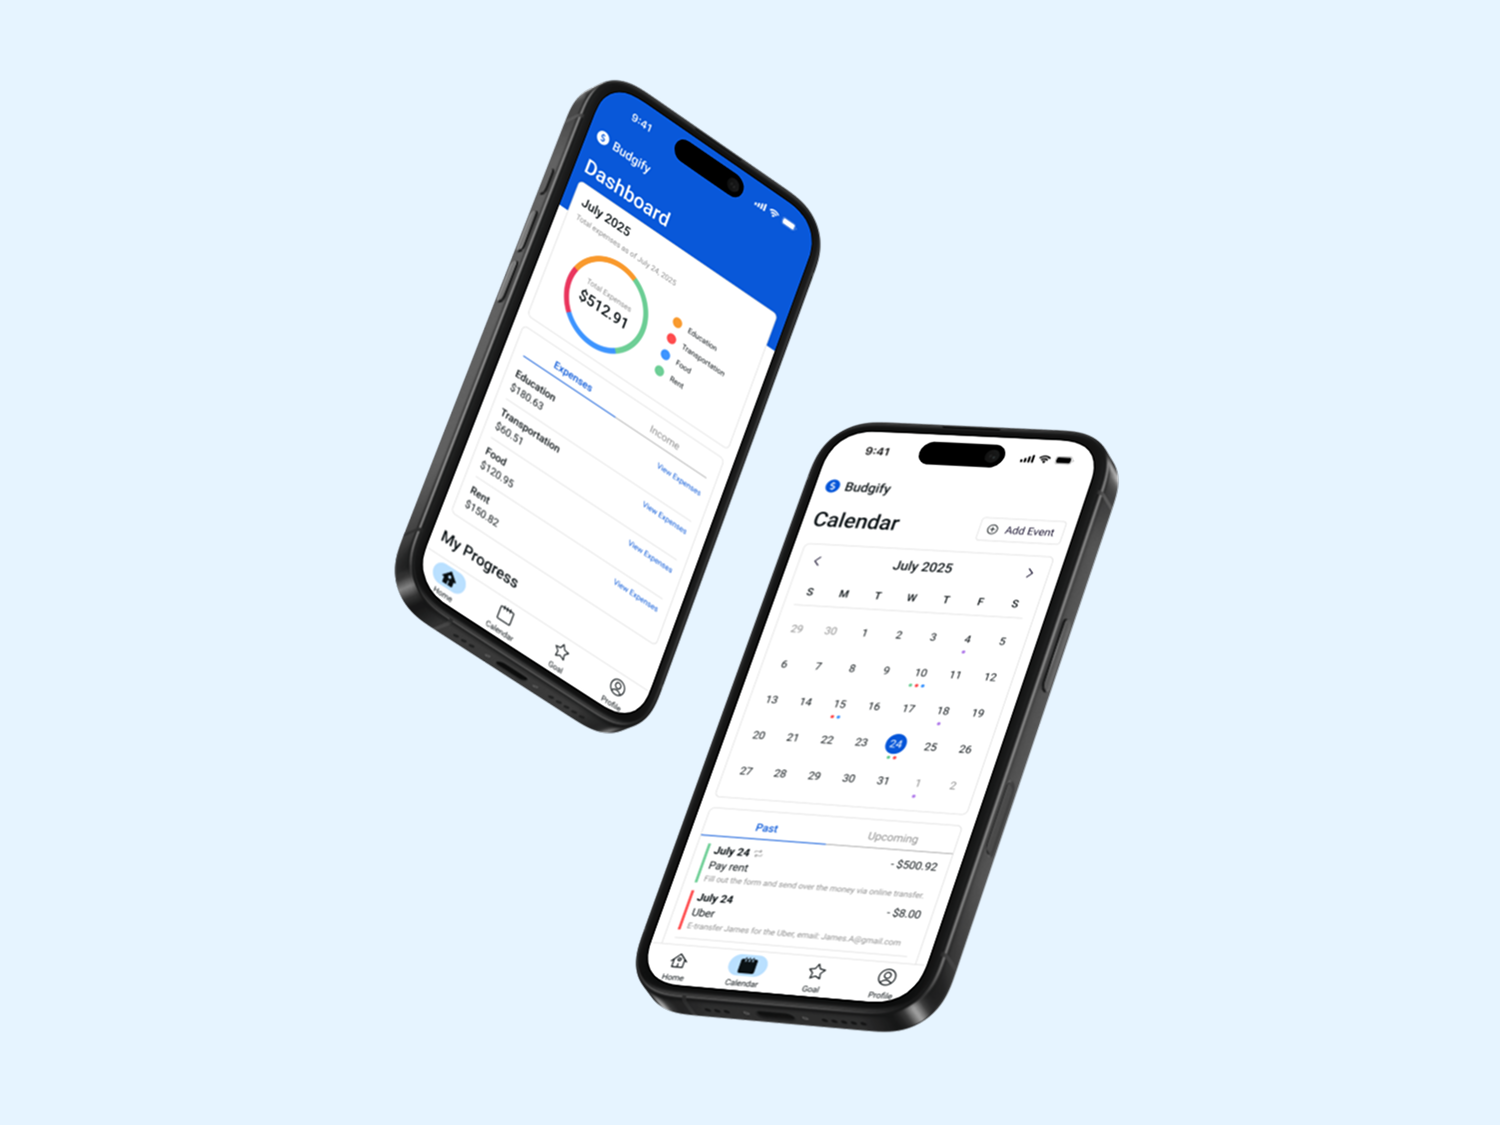 9:41
Budgify
Dashboard
July 2025
Total expenses as of July 24, 2025
Total Expenses
$512.91
Education
Transportation
Food
Rent
Expenses
Income
Education
$180.63
View Expenses
Transportation
$60.51
View Expenses
Food
$120.95
View Expenses
Rent
$150.82
View Expenses
My Progress
Home
Calendar
Goal
Profile
9:41
Budgify
Calendar
Add Event
July 2025
S M T W T F S
29 30 1 2 3 4 5
6 7 8 9 10 11 12
13 14 15 16 17 18 19
20 21 22 23 24 25 26
27 28 29 30 31 1 2
Past
Upcoming
July 24
- $500.92
Pay rent
Fill out the form and send over the money via online transfer.
July 24
- $8.00
Uber
E-transfer James for the Uber, email: James.A@gmail.com
Home
Calendar
Goal
Profile